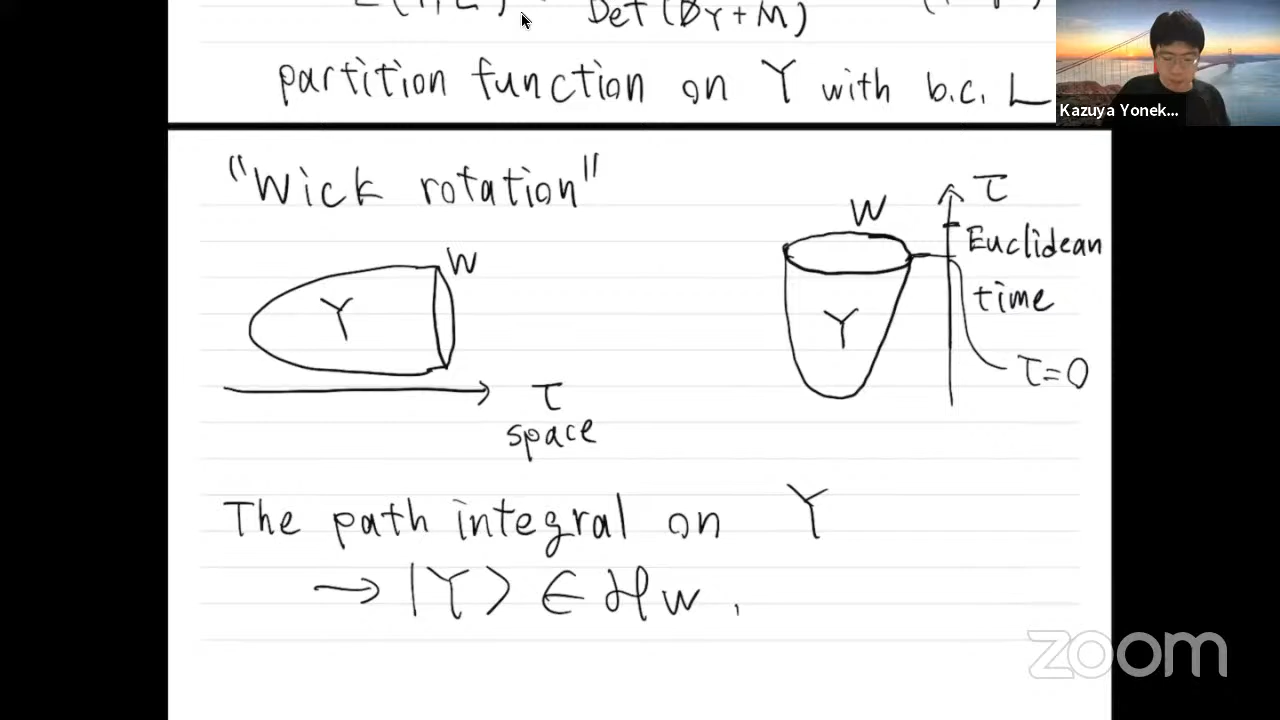 Det(D̸Y+M)
partition function on Y with b.c. L
Kazuya Yonek...
"Wick rotation"
W
Y
τ
space
W
τ
Euclidean
time
Y
τ=0
The path integral on Y
→ |Y> ∈ ℋw.
zoom